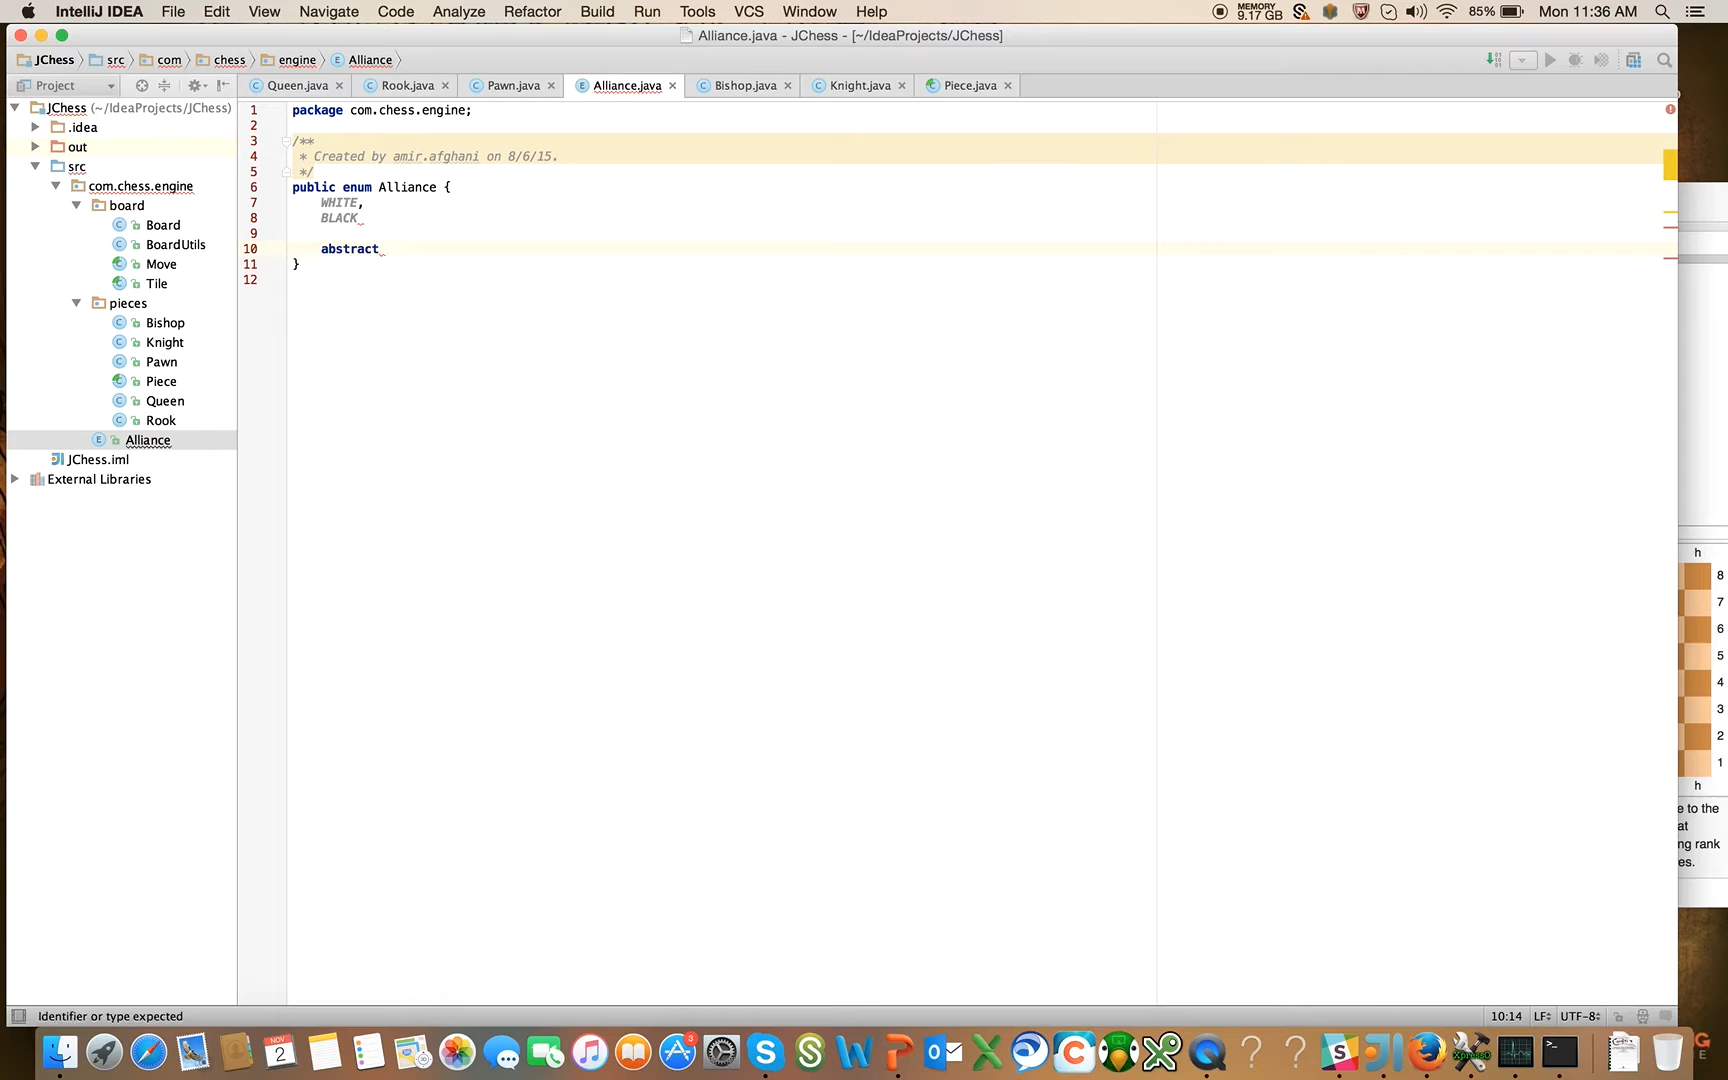 IntelliJ IDEA File Edit View Navigate Code Analyze Refactor Build Run Tools VCS Window Help MEMORY 9.17 GB 85% Mon 11:36 AM
Alliance.java - JChess - [~/IdeaProjects/JChess]
JChess src com chess engine Alliance
Project Queen.java Rook.java Pawn.java Alliance.java Bishop.java Knight.java Piece.java
JChess (~/IdeaProjects/JChess)
.idea
out
src
com.chess.engine
board
Board
BoardUtils
Move
Tile
pieces
Bishop
Knight
Pawn
Piece
Queen
Rook
Alliance
JChess.iml
External Libraries
1 package com.chess.engine;
2
3 /**
4 * Created by amir.afghani on 8/6/15.
5 */
6 public enum Alliance {
7 WHITE,
8 BLACK
9
10 abstract
11 }
12
h
8
7
6
5
4
3
2
1
h
e to the
at
ng rank
es.
Identifier or type expected 10:14 LF UTF-8
NOV 2
3